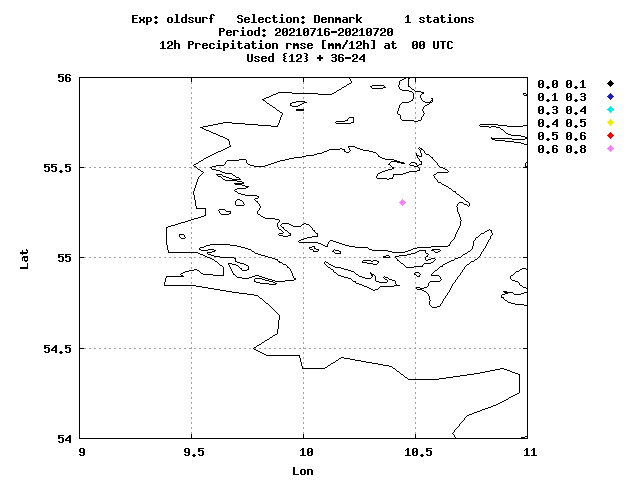 Exp: oldsurf   Selection: Denmark      1 stations
Period: 20210716-20210720
12h Precipitation rmse [mm/12h] at  00 UTC
Used {12} + 36-24
0.0 0.1
0.1 0.3
0.3 0.4
0.4 0.5
0.5 0.6
0.6 0.8
56
55.5
55
54.5
54
Lat
9 9.5 10 10.5 11
Lon